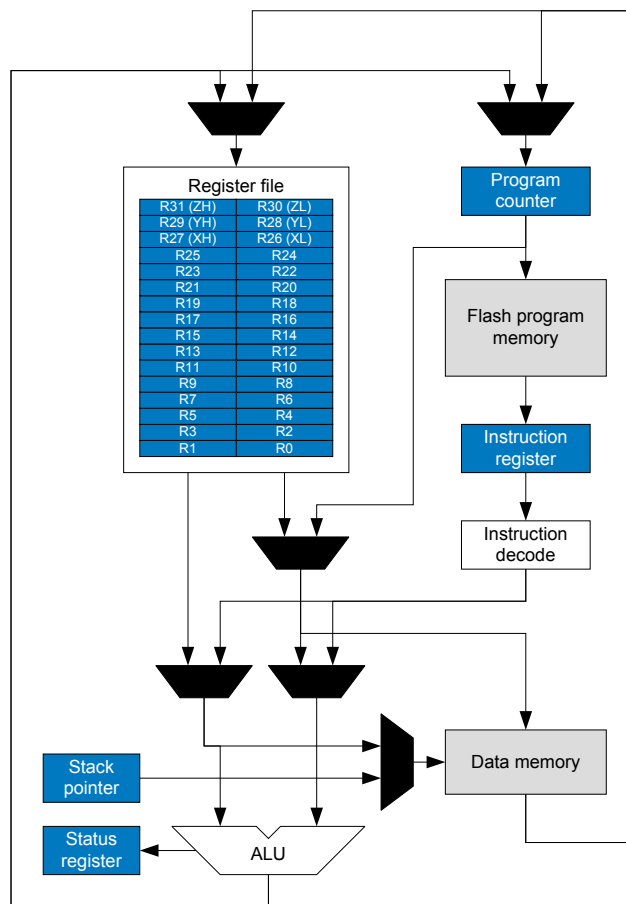 Register file
R31 (ZH) R30 (ZL)
R29 (YH) R28 (YL)
R27 (XH) R26 (XL)
R25 R24
R23 R22
R21 R20
R19 R18
R17 R16
R15 R14
R13 R12
R11 R10
R9 R8
R7 R6
R5 R4
R3 R2
R1 R0
Program
counter
Flash program
memory
Instruction
register
Instruction
decode
Stack
pointer
Data memory
Status
register
ALU